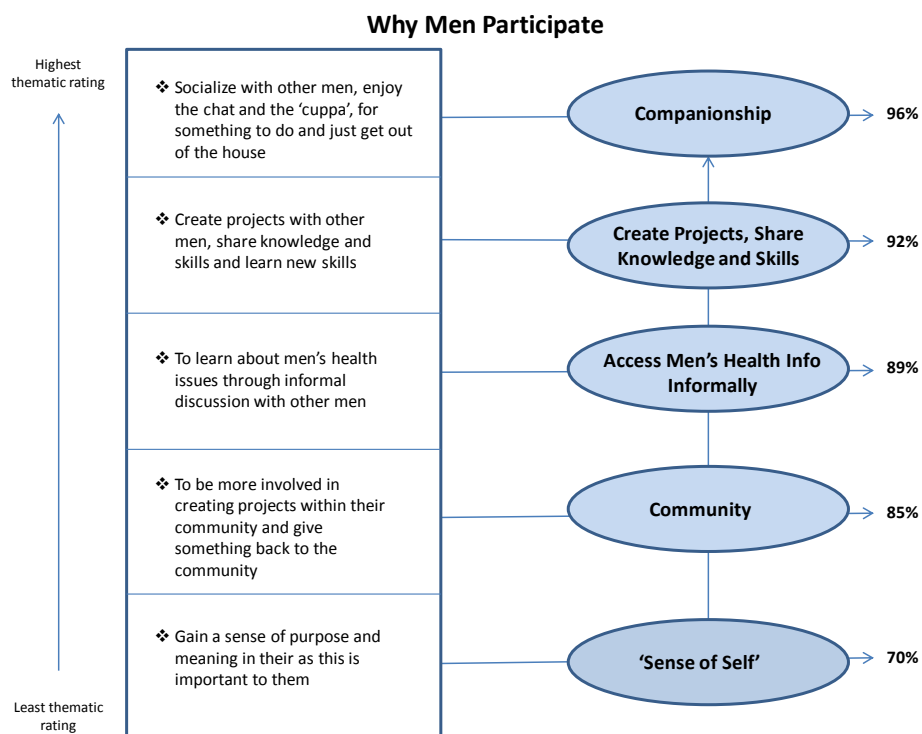 Why Men Participate
Highest
thematic rating
❖ Socialize with other men, enjoy
the chat and the ‘cuppa’, for
something to do and just get out
of the house
Companionship
96%
❖ Create projects with other
men, share knowledge and
skills and learn new skills
Create Projects, Share
Knowledge and Skills
92%
❖ To learn about men’s health
issues through informal
discussion with other men
Access Men’s Health Info
Informally
89%
❖ To be more involved in
creating projects within their
community and give
something back to the
community
Community
85%
❖ Gain a sense of purpose and
meaning in their as this is
important to them
‘Sense of Self’
70%
Least thematic
rating